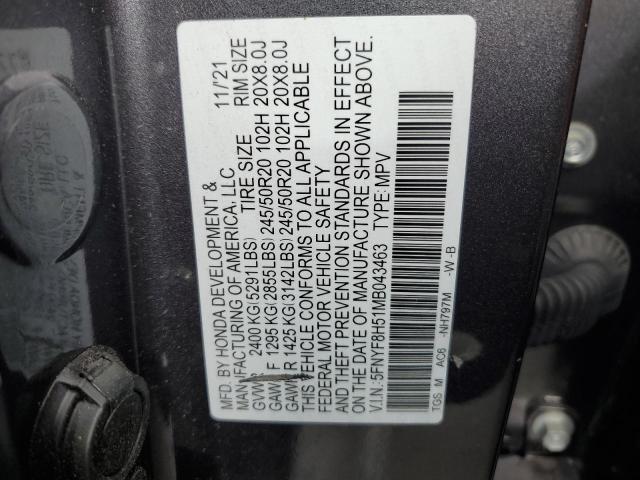 MFD. BY HONDA DEVELOPMENT &
MANUFACTURING OF AMERICA, LLC 11/21
TIRE SIZE RIM SIZE
GVWR 2400 KG(5291LBS)
GAWR F 1295 KG(2855LBS) 245/50R20 102H 20X8.0J
GAWR R 1425 KG(3142LBS) 245/50R20 102H 20X8.0J
THIS VEHICLE CONFORMS TO ALL APPLICABLE
FEDERAL MOTOR VEHICLE SAFETY
AND THEFT PREVENTION STANDARDS IN EFFECT
ON THE DATE OF MANUFACTURE SHOWN ABOVE.
V.I.N.:5FNYF8H51MB043463 TYPE: MPV
TGS M AC6 -NH797M -W-B